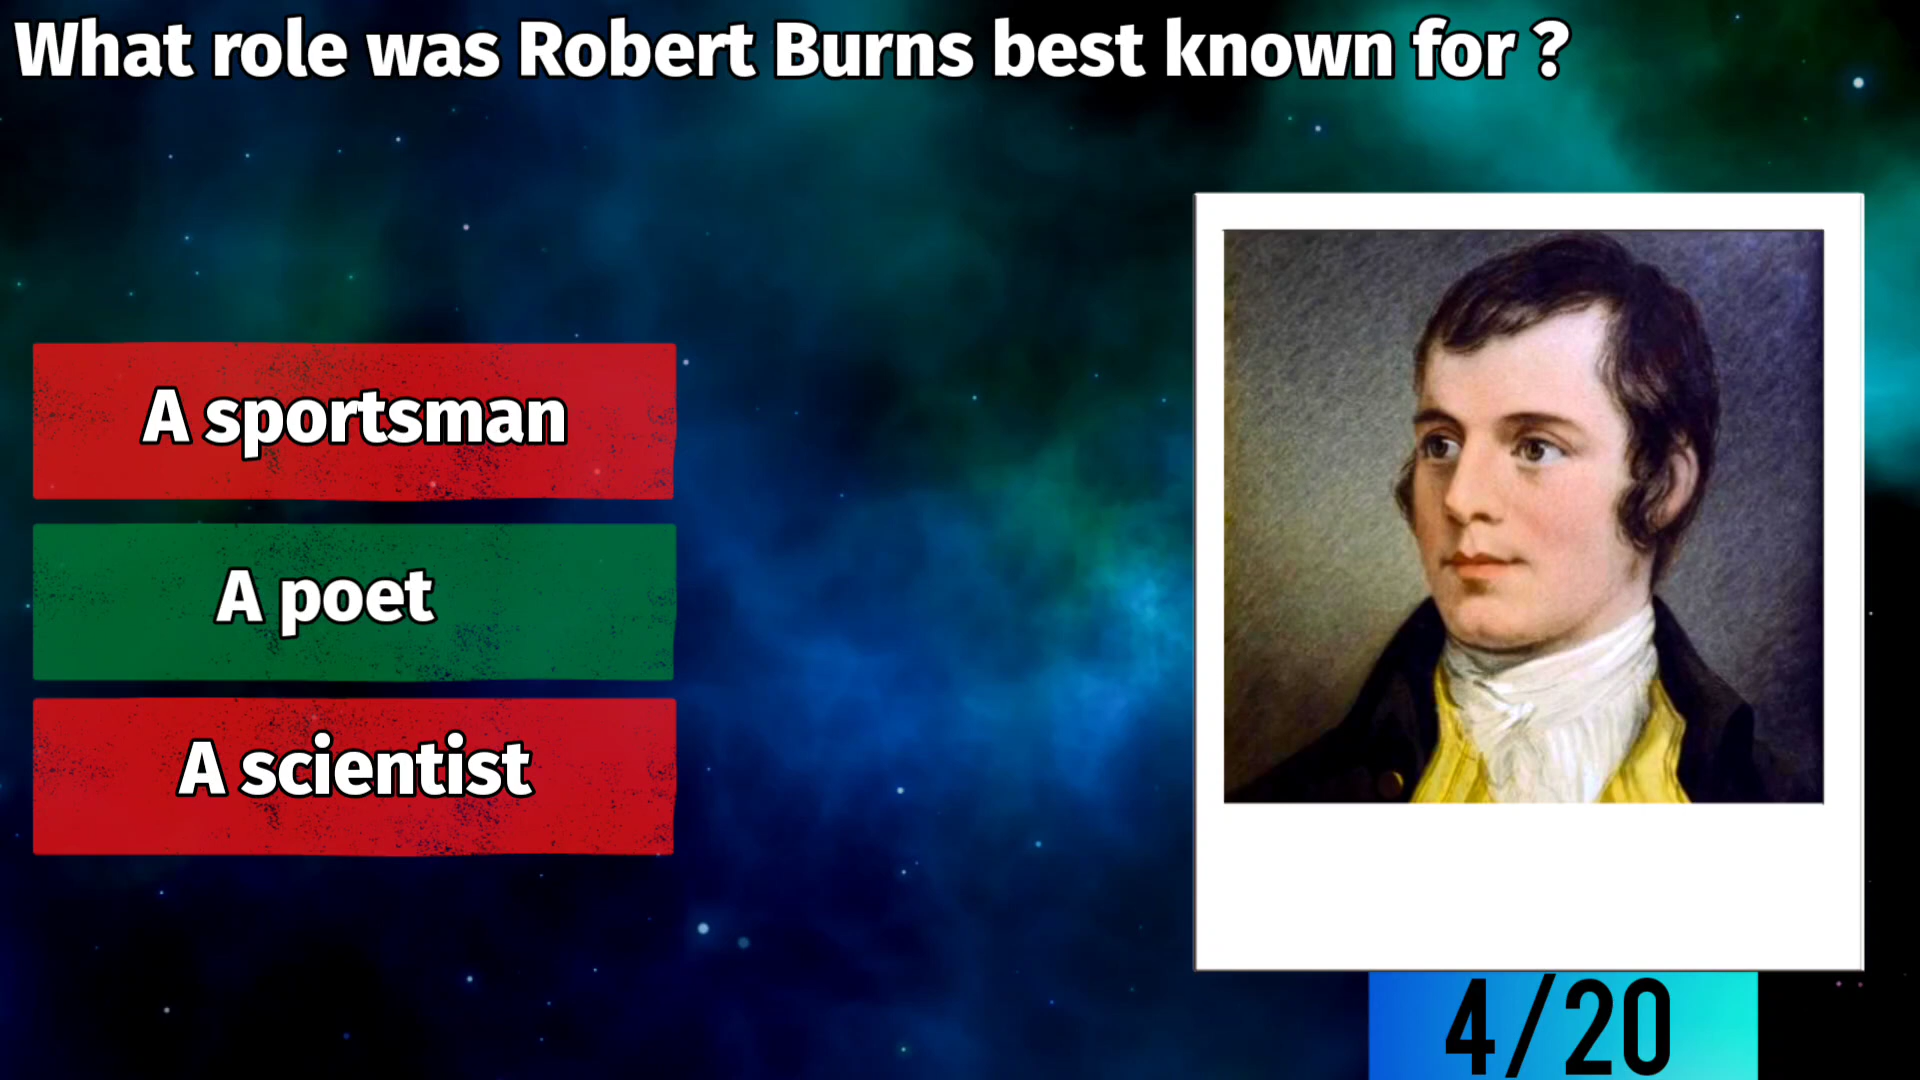 What role was Robert Burns best known for ?
A sportsman
A poet
A scientist
4/20